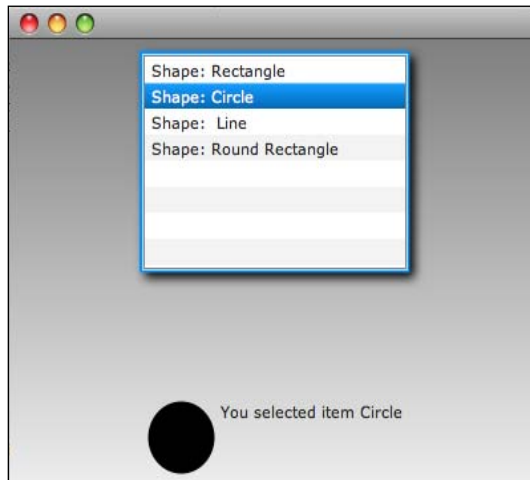 Shape: Rectangle
Shape: Circle
Shape:  Line
Shape: Round Rectangle
You selected item Circle